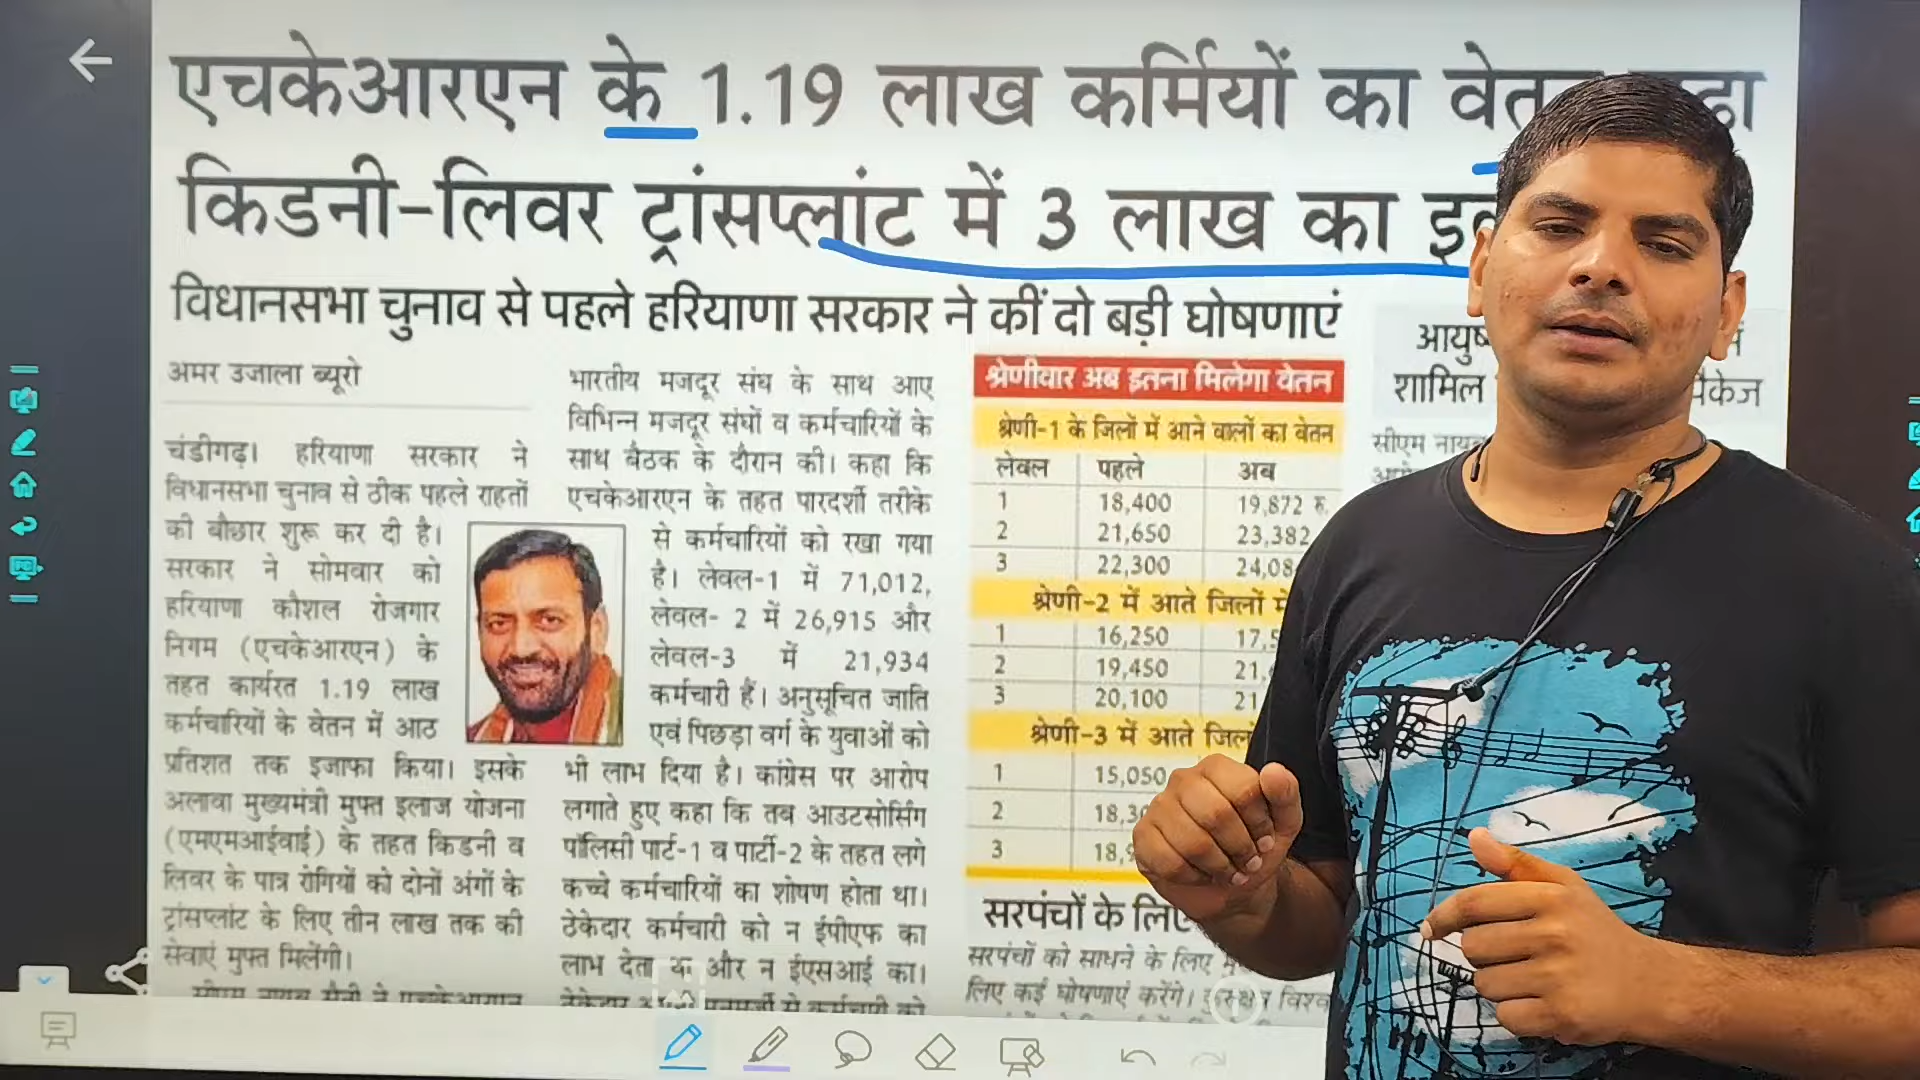 एचकेआरएन के 1.19 लाख कर्मियों का
किडनी-लिवर ट्रांसप्लांट में 3 लाख का
विधानसभा चुनाव से पहले हरियाणा सरकार ने कीं दो बड़ी घोषणाएं
अमर उजाला ब्यूरो
चंडीगढ़। हरियाणा सरकार ने
विधानसभा चुनाव से ठीक पहले राहतों
की बौछार शुरू कर दी है।
सरकार ने सोमवार को
हरियाणा कौशल रोजगार
निगम (एचकेआरएन) के
तहत कार्यरत 1.19 लाख
कर्मचारियों के वेतन में आठ
प्रतिशत तक इजाफा किया। इसके
अलावा मुख्यमंत्री मुफ्त इलाज योजना
(एमएमआईवाई) के तहत किडनी व
लिवर के पात्र रोगियों को दोनों अंगों के
ट्रांसप्लांट के लिए तीन लाख तक की
सेवाएं मुफ्त मिलेंगी।
भारतीय मजदूर संघ के साथ आए
विभिन्न मजदूर संघों व कर्मचारियों के
साथ बैठक के दौरान की। कहा कि
एचकेआरएन के तहत पारदर्शी तरीके
से कर्मचारियों को रखा गया
है। लेवल-1 में 71,012,
लेवल- 2 में 26,915 और
लेवल-3 में 21,934
कर्मचारी हैं। अनुसूचित जाति
एवं पिछड़ा वर्ग के युवाओं को
भी लाभ दिया है। कांग्रेस पर आरोप
लगाते हुए कहा कि तब आउटसोर्सिंग
पॉलिसी पार्ट-1 व पार्टी-2 के तहत लगे
कच्चे कर्मचारियों का शोषण होता था।
ठेकेदार कर्मचारी को न ईपीएफ का
लाभ देता था और न ईएसआई का।
श्रेणीवार अब इतना मिलेगा वेतन
श्रेणी-1 के जिलों में आने वालों का वेतन
लेवल पहले अब
1 18,400 19,872 रु.
2 21,650 23,382
3 22,300
श्रेणी-2 में आते जिलों
1 16,250
2 19,450
3 20,100
श्रेणी-3 में आते
1 15,050
2
3
सरपंचों के लिए
सरपंचों को साधने के लिए
लिए कई घोषणाएं करेंगे।
शामिल
सीएम